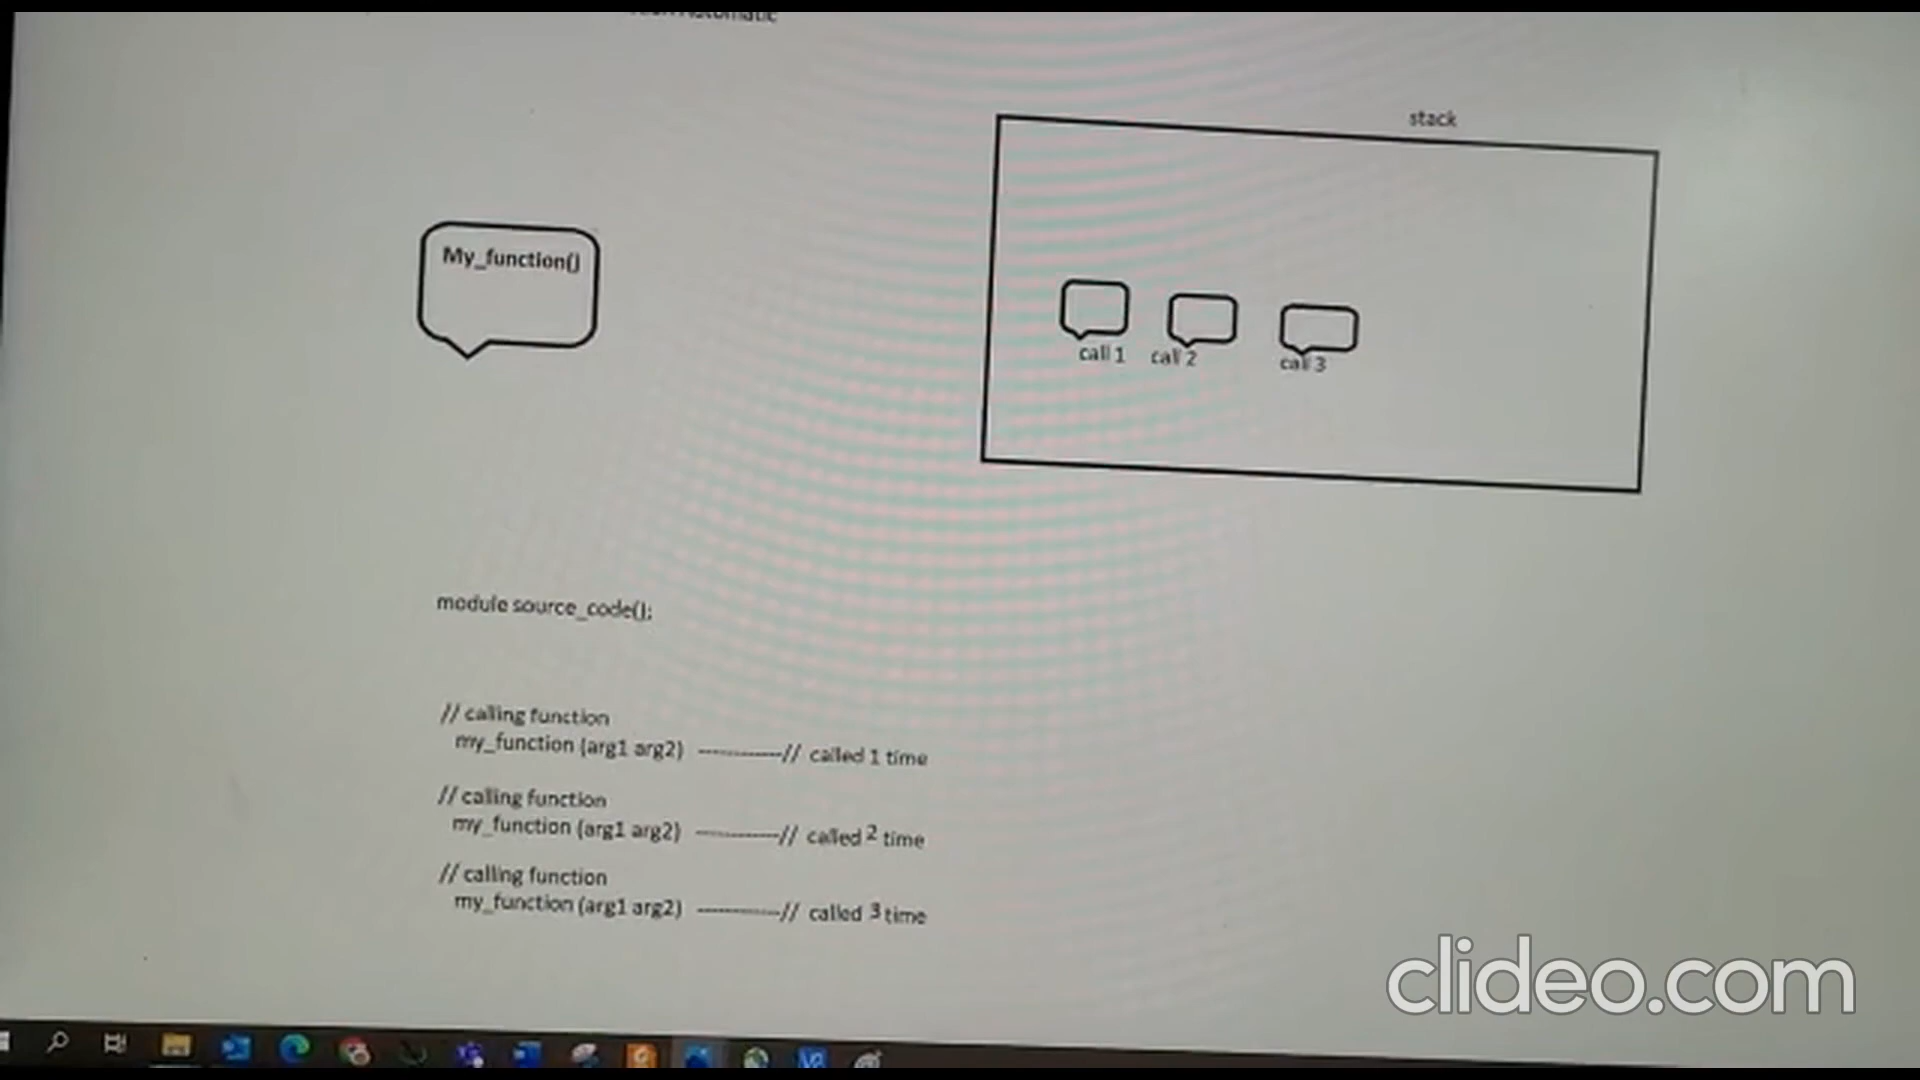 Automatic
stack
My_function()
call 1
call 2
call 3
module source_code();
// calling function
my_function (arg1 arg2) ------------// called 1 time
// calling function
my_function (arg1 arg2) ------------// called 2 time
// calling function
my_function (arg1 arg2) ------------// called 3 time
clideo.com